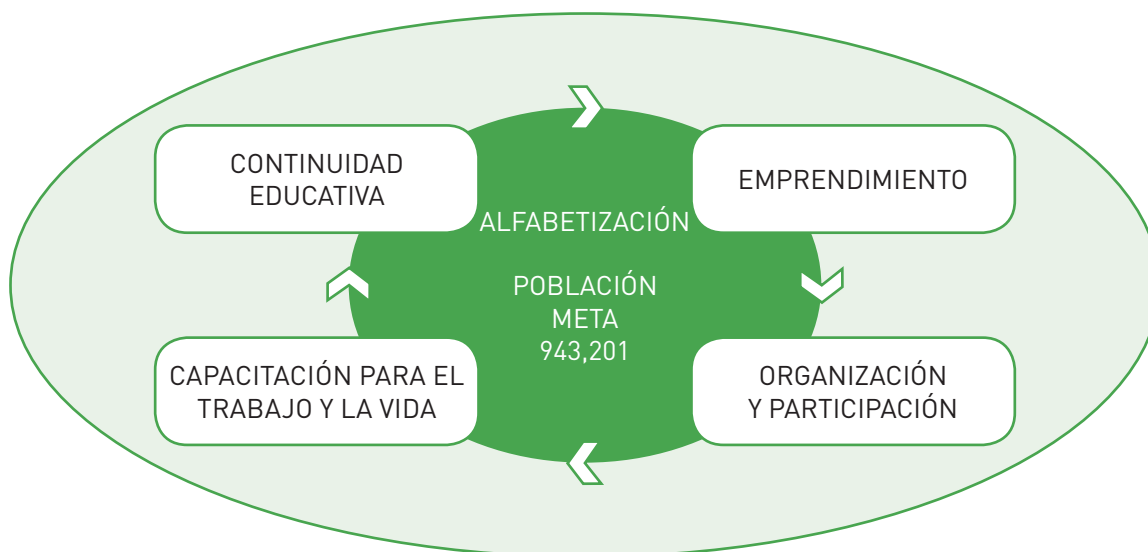 CONTINUIDAD
EDUCATIVA
EMPRENDIMIENTO
ALFABETIZACIÓN
POBLACIÓN
META
943,201
CAPACITACIÓN PARA EL
TRABAJO Y LA VIDA
ORGANIZACIÓN
Y PARTICIPACIÓN